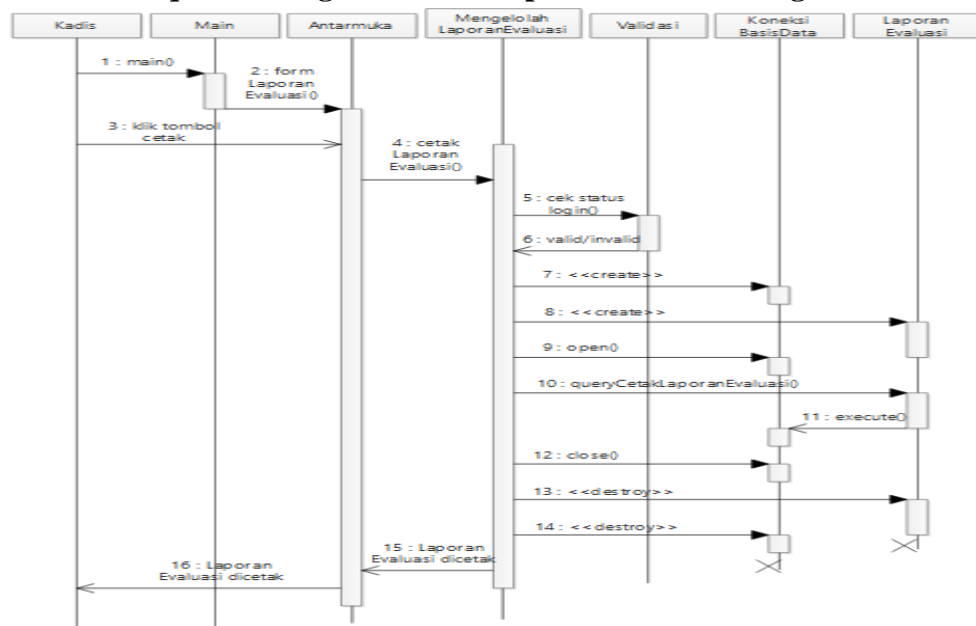 Kadis
Main
Antarmuka
Mengelolah
LaporanEvaluasi
Validasi
Koneksi
BasisData
Laporan
Evaluasi
1 : main()
2 : form
Laporan
Evaluasi()
3 : klik tombol
cetak
4 : cetak
Laporan
Evaluasi()
5 : cek status
login()
6 : valid/invalid
7 : <<create>>
8 : <<create>>
9 : open()
10 : queryCetakLaporanEvaluasi()
11 : execute()
12 : close()
13 : <<destroy>>
14 : <<destroy>>
15 : Laporan
Evaluasi dicetak
16 : Laporan
Evaluasi dicetak